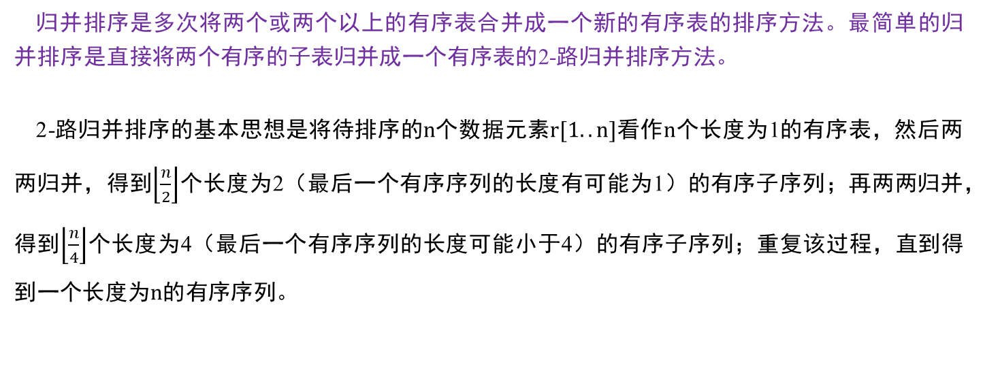 归并排序是多次将两个或两个以上的有序表合并成一个新的有序表的排序方法。最简单的归
并排序是直接将两个有序的子表归并成一个有序表的2-路归并排序方法。
2-路归并排序的基本思想是将待排序的n个数据元素r[1..n]看作n个长度为1的有序表，然后两
两归并，得到⌊n/2⌋个长度为2（最后一个有序序列的长度有可能为1）的有序子序列；再两两归并，
得到⌊n/4⌋个长度为4（最后一个有序序列的长度可能小于4）的有序子序列；重复该过程，直到得
到一个长度为n的有序序列。